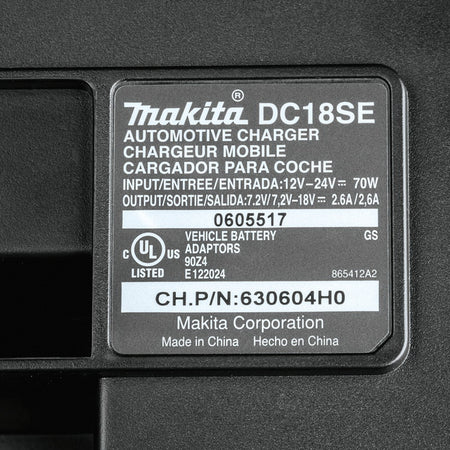 makita® DC18SE
AUTOMOTIVE CHARGER
CHARGEUR MOBILE
CARGADOR PARA COCHE
INPUT/ENTREE/ENTRADA:12V⎓24V⎓ 70W
OUTPUT/SORTIE/SALIDA:7.2V/7,2V–18V⎓ 2.6A/2,6A
0605517
C UL US
LISTED
VEHICLE BATTERY GS
ADAPTORS
90Z4
E122024 865412A2
CH.P/N:630604H0
Makita Corporation
Made in China Hecho en China